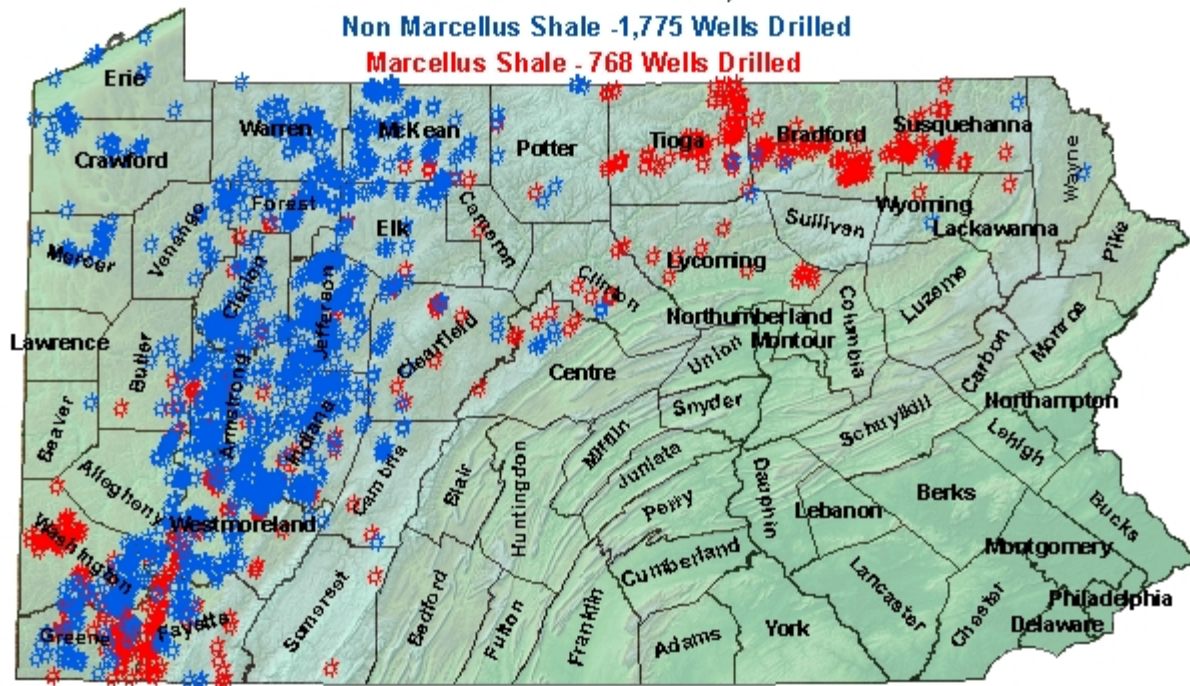 Non Marcellus Shale -1,775 Wells Drilled
Marcellus Shale - 768 Wells Drilled
Erie
Warren
McKean
Potter
Tioga
Bradford
Susquehanna
Wayne
Crawford
Forest
Elk
Cameron
Sullivan
Wyoming
Lackawanna
Pike
Mercer
Venango
Clarion
Jefferson
Clinton
Lycoming
Columbia
Luzerne
Monroe
Lawrence
Butler
Armstrong
Clearfield
Centre
Northumberland
Montour
Union
Carbon
Northampton
Beaver
Indiana
Snyder
Schuylkill
Lehigh
Allegheny
Cambria
Blair
Huntingdon
Mifflin
Juniata
Perry
Dauphin
Lebanon
Berks
Bucks
Washington
Westmoreland
Cumberland
Lancaster
Montgomery
Philadelphia
Greene
Fayette
Somerset
Bedford
Fulton
Franklin
Adams
York
Chester
Delaware